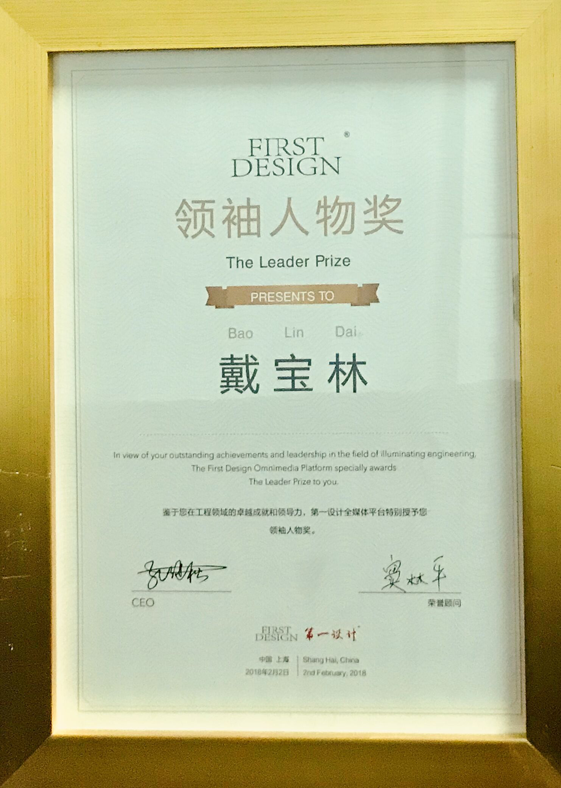 FIRST ®
DESIGN
领袖人物奖
The Leader Prize
PRESENTS TO
Bao Lin Dai
戴宝林
In view of your outstanding achievements and leadership in the field of illuminating engineering,
The First Design Omnimedia Platform specially awards
The Leader Prize to you.
鉴于您在工程领域的卓越成就和领导力，第一设计全媒体平台特别授予您
领袖人物奖。
CEO
荣誉顾问
FIRST
DESIGN 第一设计
中国 上海 Shang Hai, China
2018年2月2日 2nd February, 2018